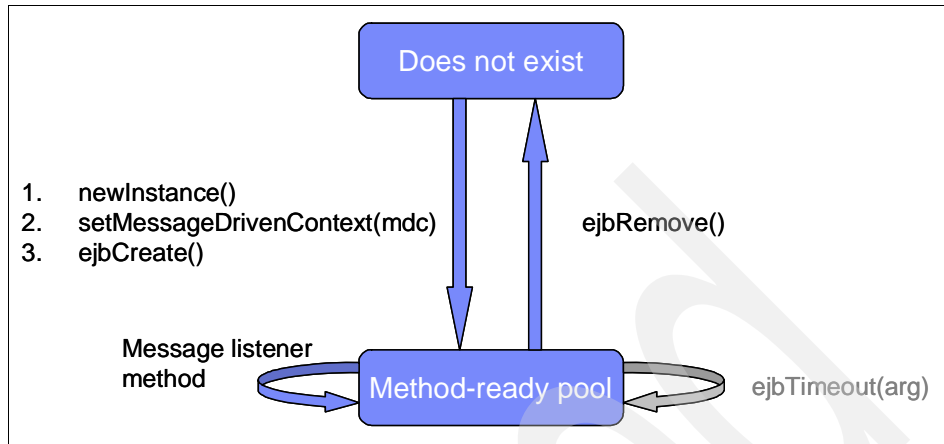 Does not exist
1. newInstance()
2. setMessageDrivenContext(mdc)
3. ejbCreate()
ejbRemove()
Message listener
method
Method-ready pool
ejbTimeout(arg)